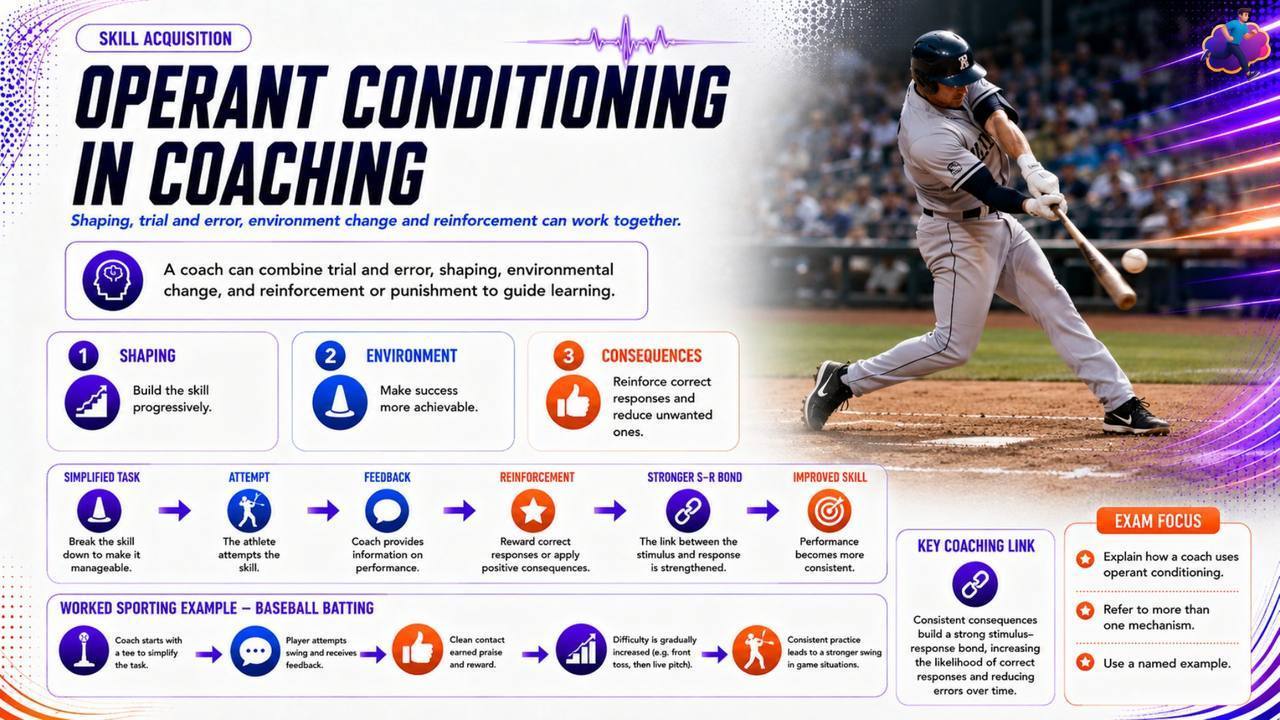 SKILL ACQUISITION
OPERANT CONDITIONING
IN COACHING
Shaping, trial and error, environment change and reinforcement can work together.
A coach can combine trial and error, shaping, environmental
change, and reinforcement or punishment to guide learning.
1 SHAPING
Build the skill
progressively.
2 ENVIRONMENT
Make success
more achievable.
3 CONSEQUENCES
Reinforce correct
responses and
reduce unwanted
ones.
SIMPLIFIED TASK
Break the skill
down to make it
manageable.
ATTEMPT
The athlete
attempts the
skill.
FEEDBACK
Coach provides
information on
performance.
REINFORCEMENT
Reward correct
responses or apply
positive consequences.
STRONGER S–R BOND
The link between the
stimulus and response
is strengthened.
IMPROVED SKILL
Performance
becomes more
consistent.
WORKED SPORTING EXAMPLE – BASEBALL BATTING
Coach starts with
a tee to simplify
the task.
Player attempts
swing and receives
feedback.
Clean contact
earned praise
and reward.
Difficulty is gradually
increased (e.g. front
toss, then live pitch).
Consistent practice
leads to a stronger swing
in game situations.
KEY COACHING LINK
Consistent consequences
build a strong stimulus–
response bond, increasing
the likelihood of correct
responses and reducing
errors over time.
EXAM FOCUS
Explain how a coach uses
operant conditioning.
Refer to more than
one mechanism.
Use a named example.